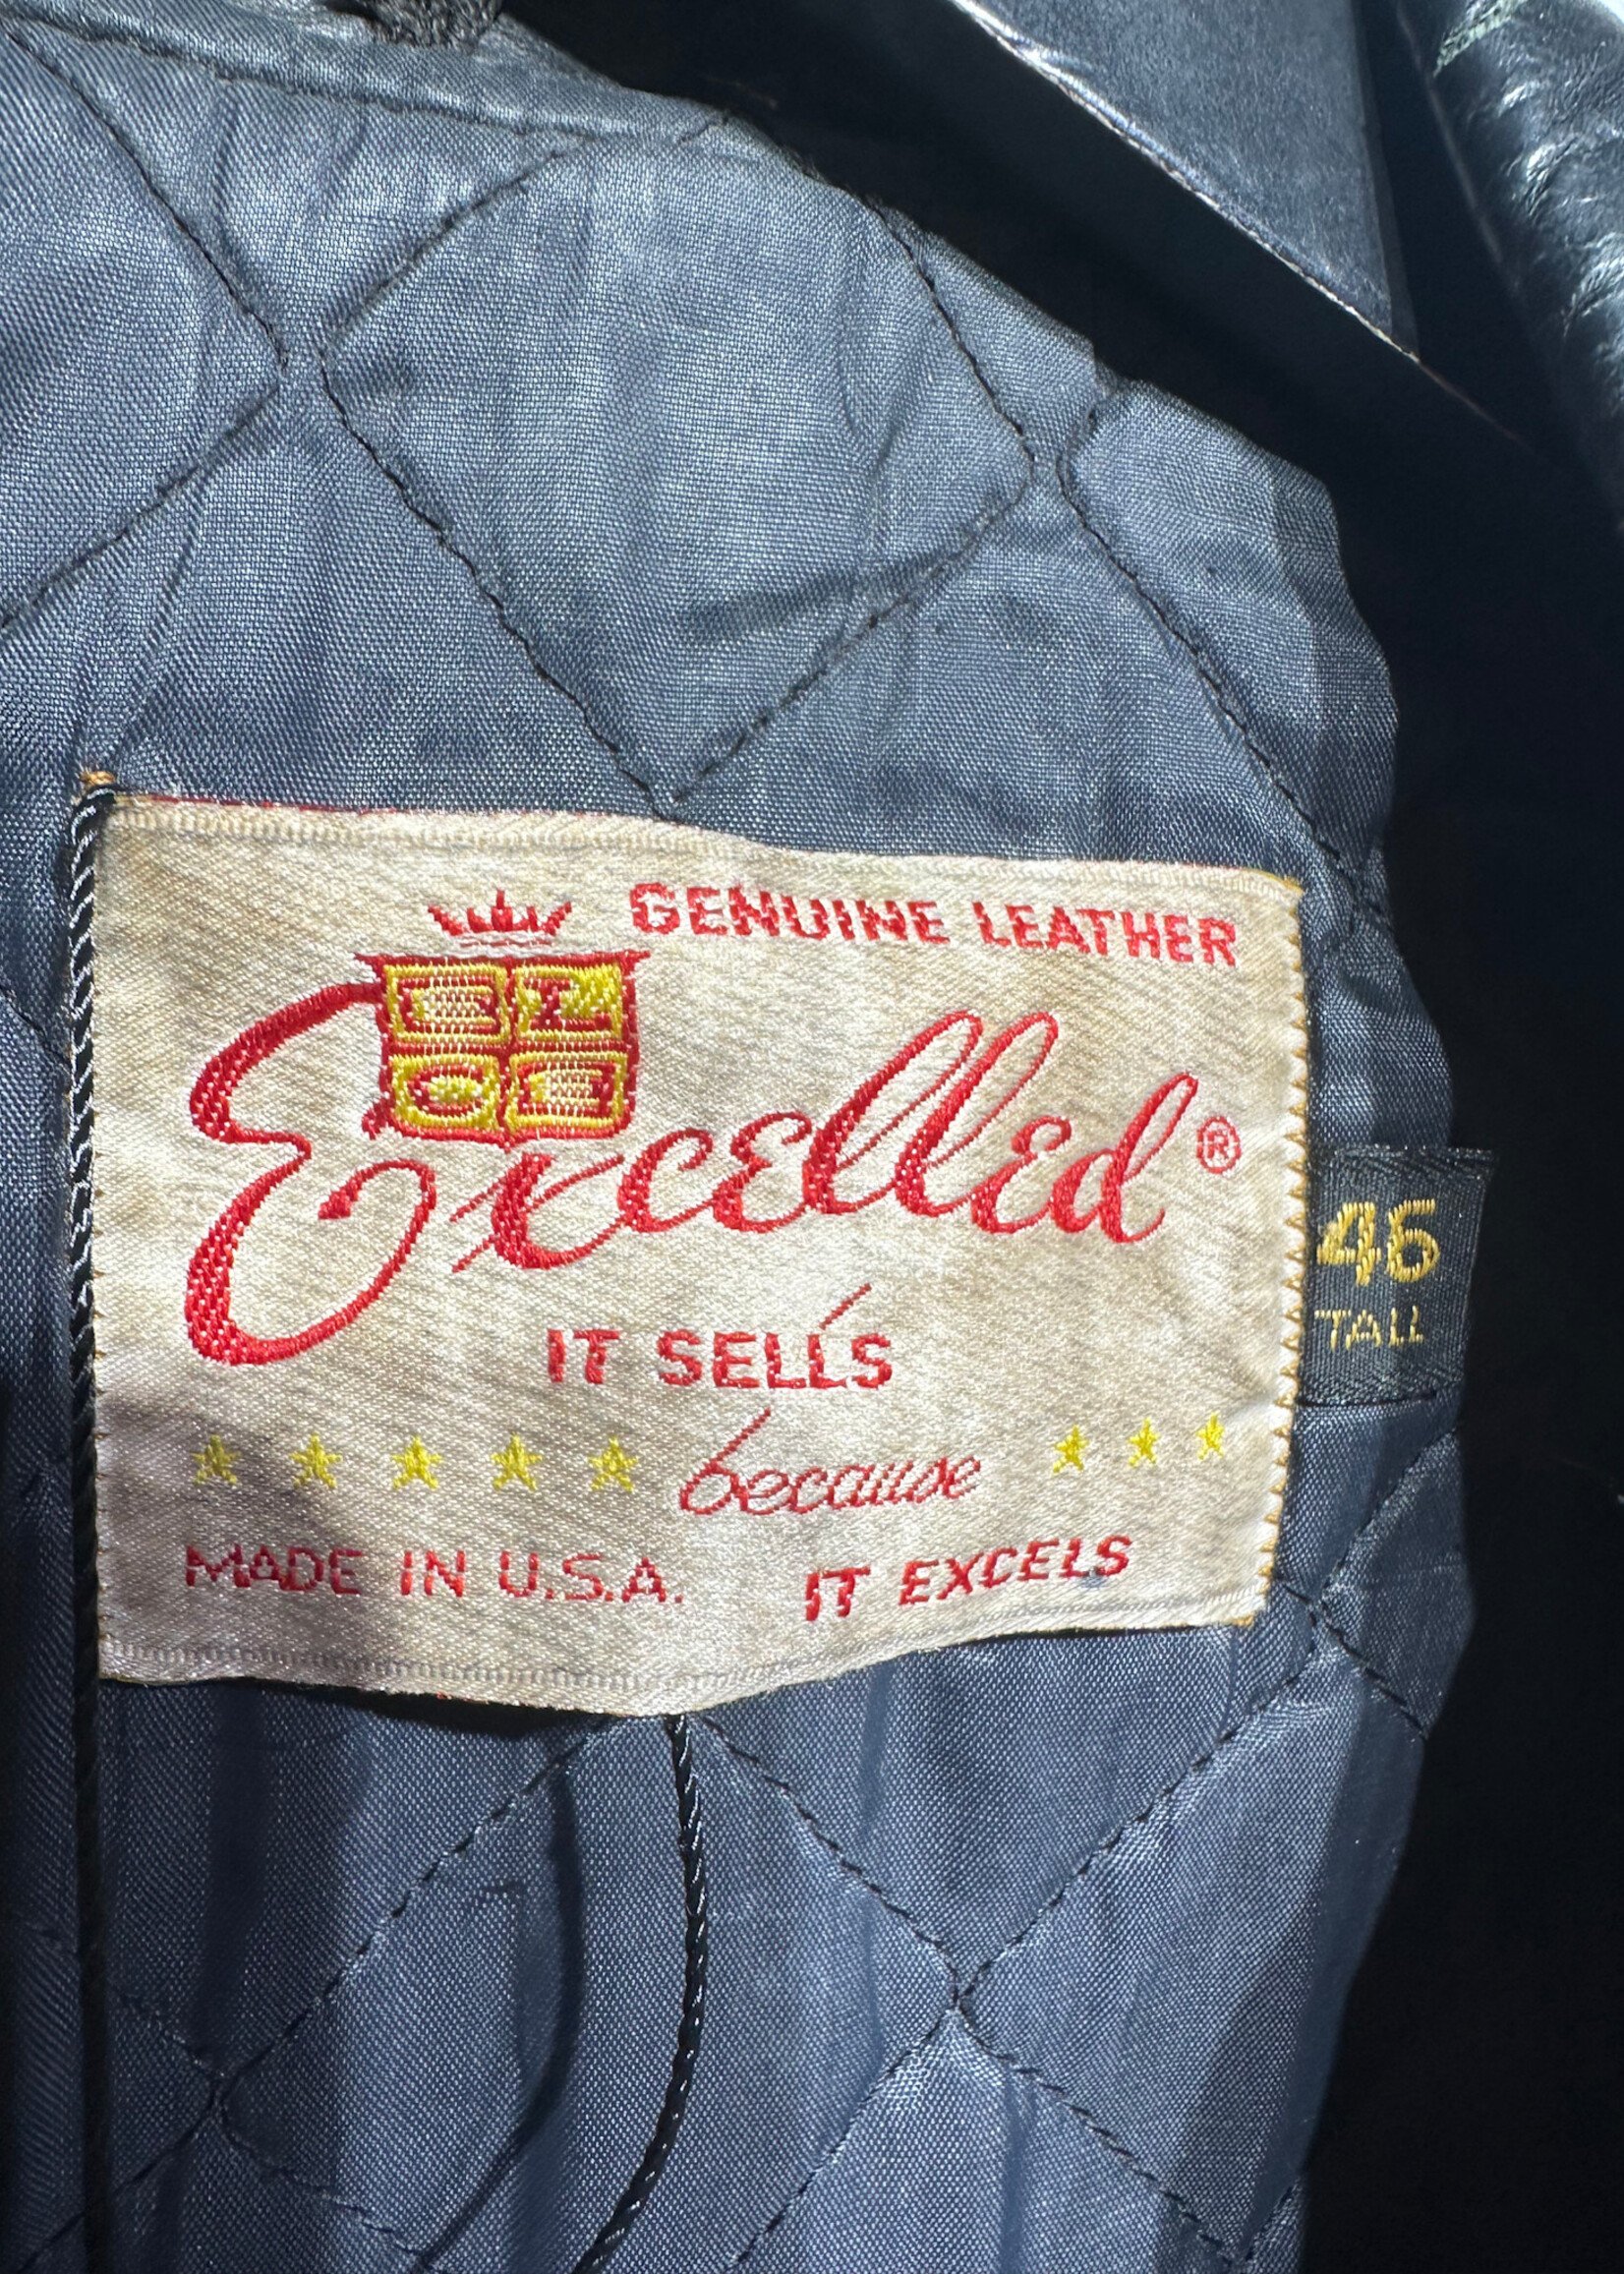 GENUINE LEATHER
Excelled®
46
TALL
IT SELLS
because
MADE IN U.S.A. IT EXCELS